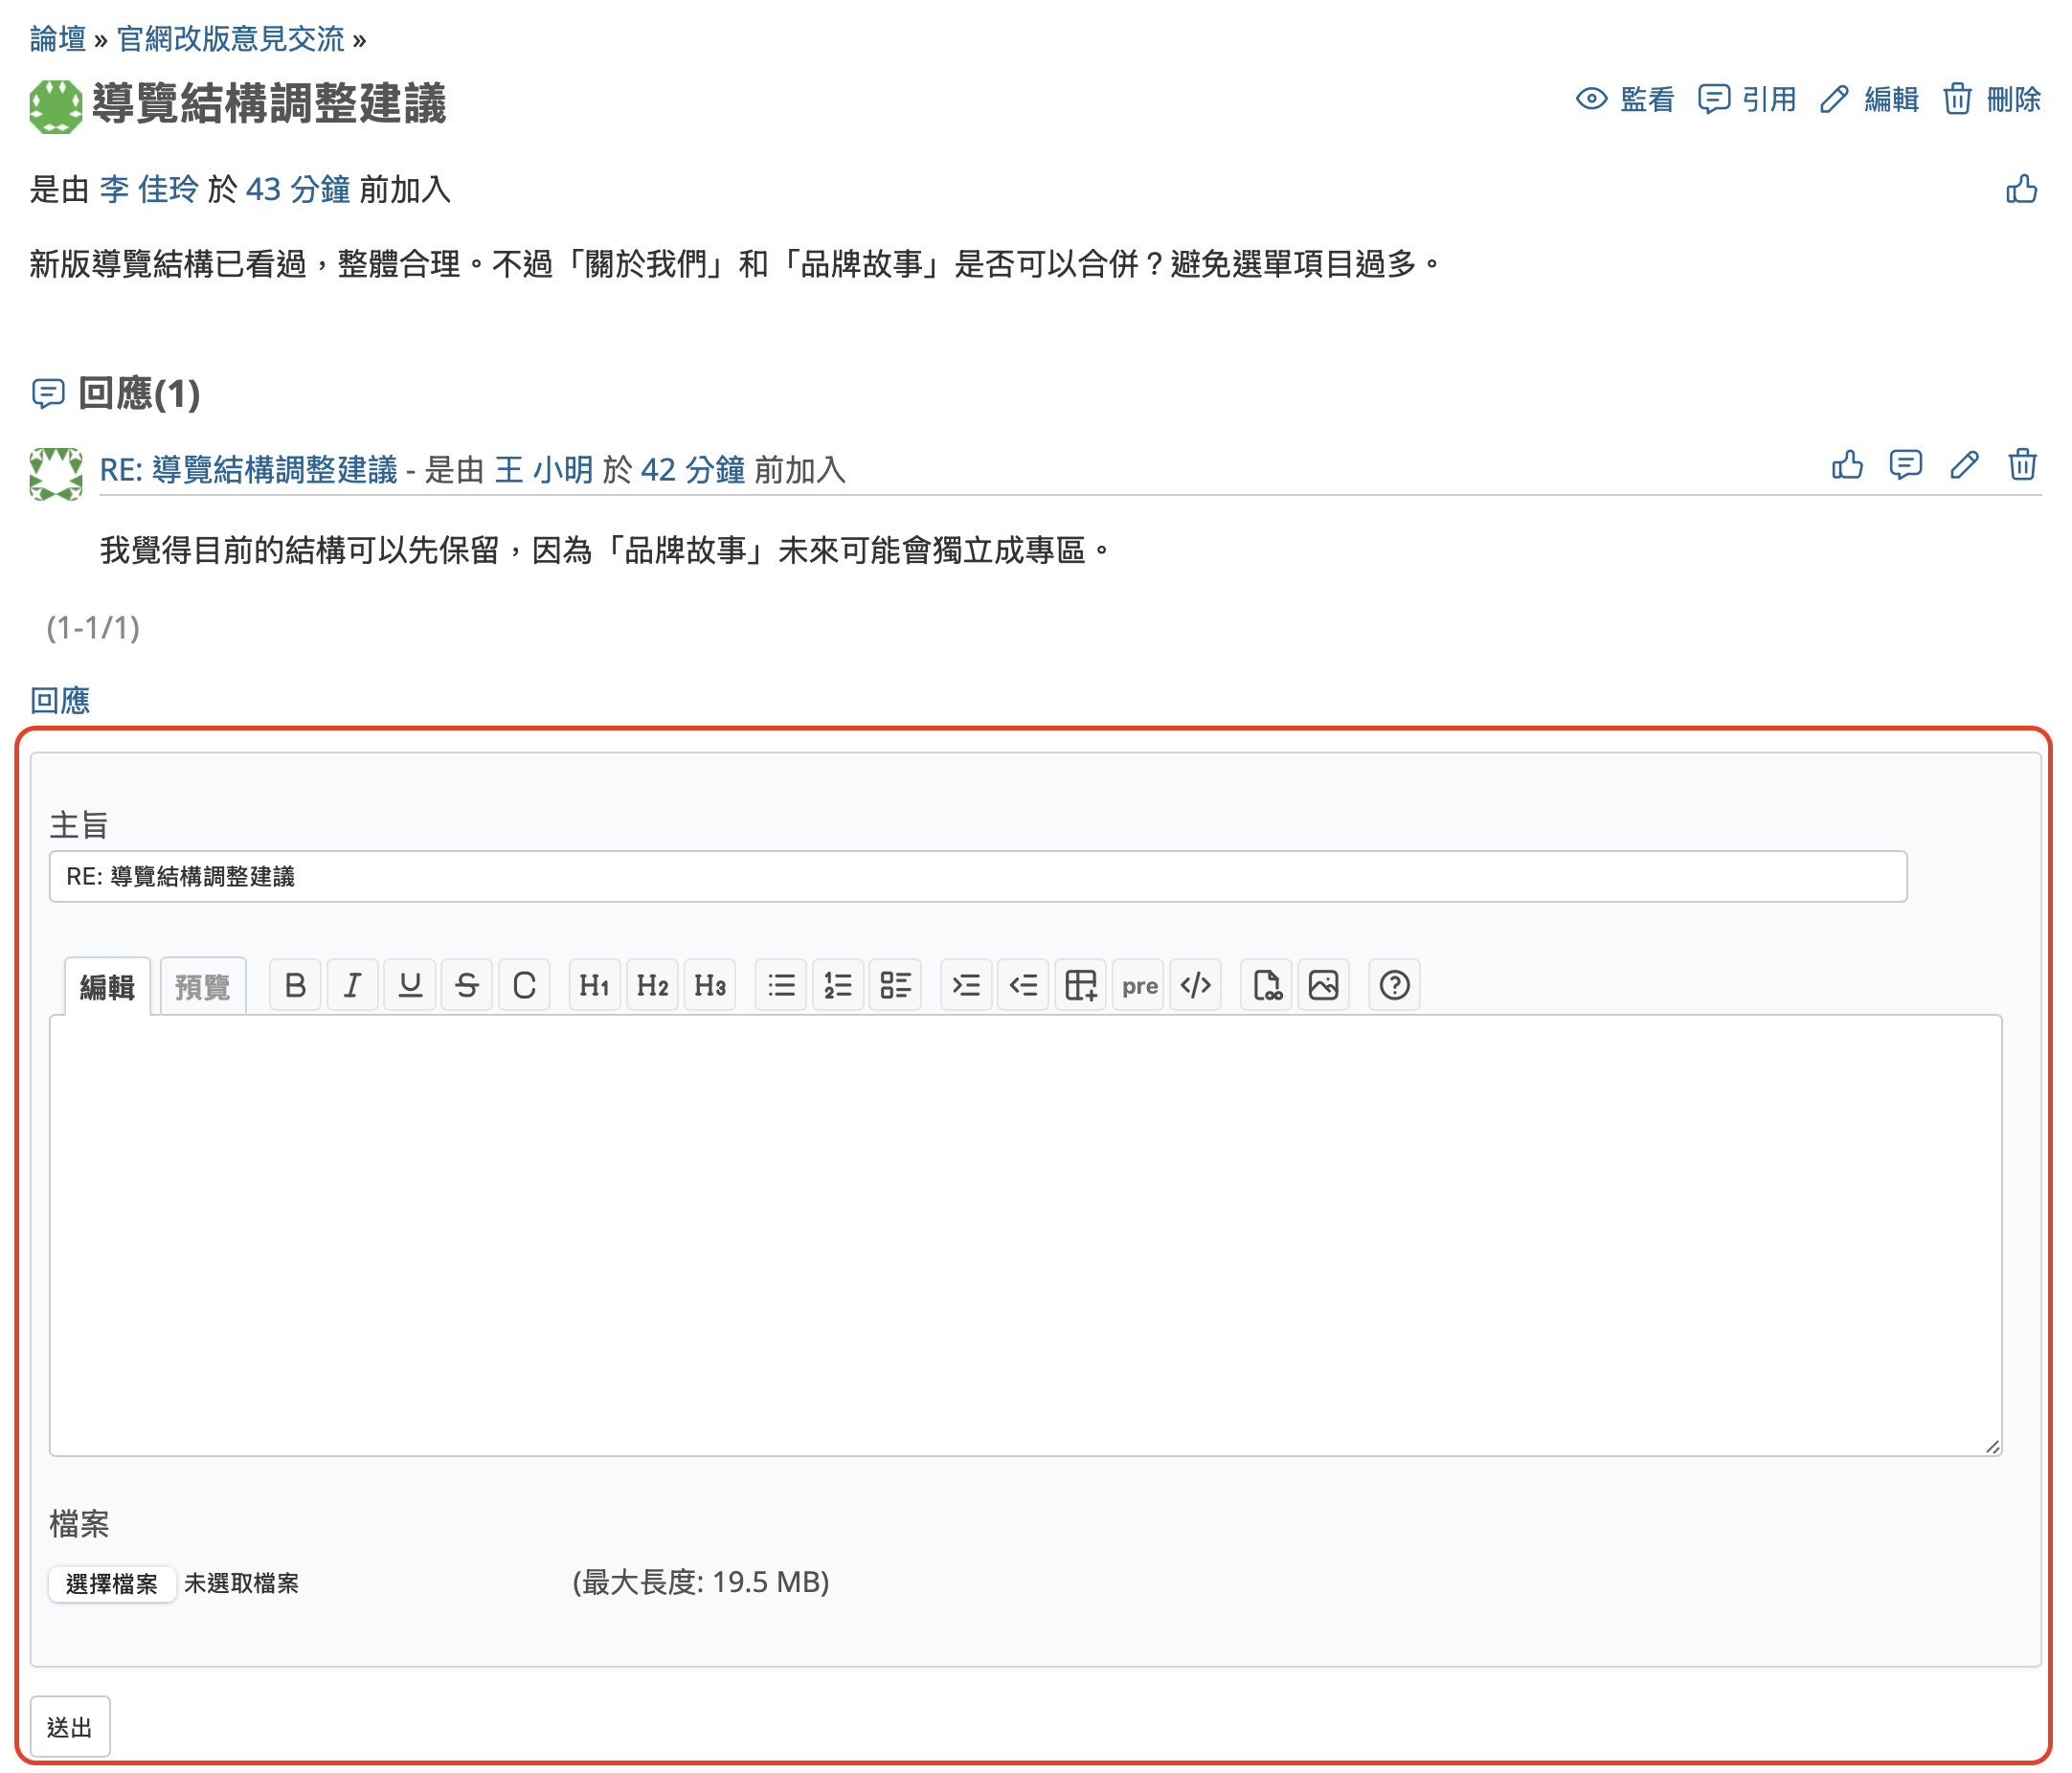 論壇 » 官網改版意見交流 »
導覽結構調整建議
監看 引用 編輯 刪除
是由 李 佳玲 於 43 分鐘 前加入
新版導覽結構已看過，整體合理。不過「關於我們」和「品牌故事」是否可以合併？避免選單項目過多。
回應(1)
RE: 導覽結構調整建議 - 是由 王 小明 於 42 分鐘 前加入
我覺得目前的結構可以先保留，因為「品牌故事」未來可能會獨立成專區。
(1-1/1)
回應
主旨
RE: 導覽結構調整建議
編輯 預覽 B I U S C H1 H2 H3 pre </>
檔案
選擇檔案 未選取檔案 (最大長度: 19.5 MB)
送出